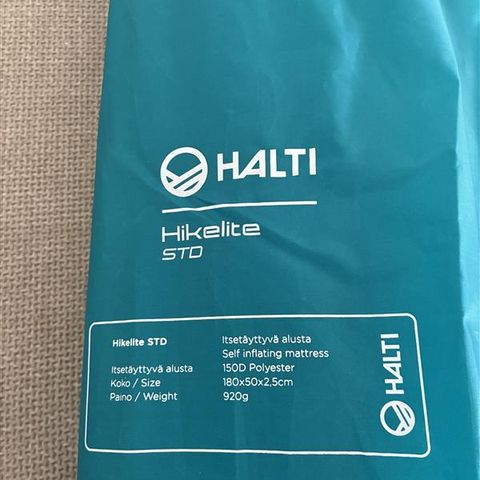 HALTI
Hikelite
STD
Hikelite STD Itsetäyttyvä alusta
Self inflating mattress
Itsetäyttyvä alusta 150D Polyester
Koko / Size 180x50x2,5cm
Paino / Weight 920g
HALTI